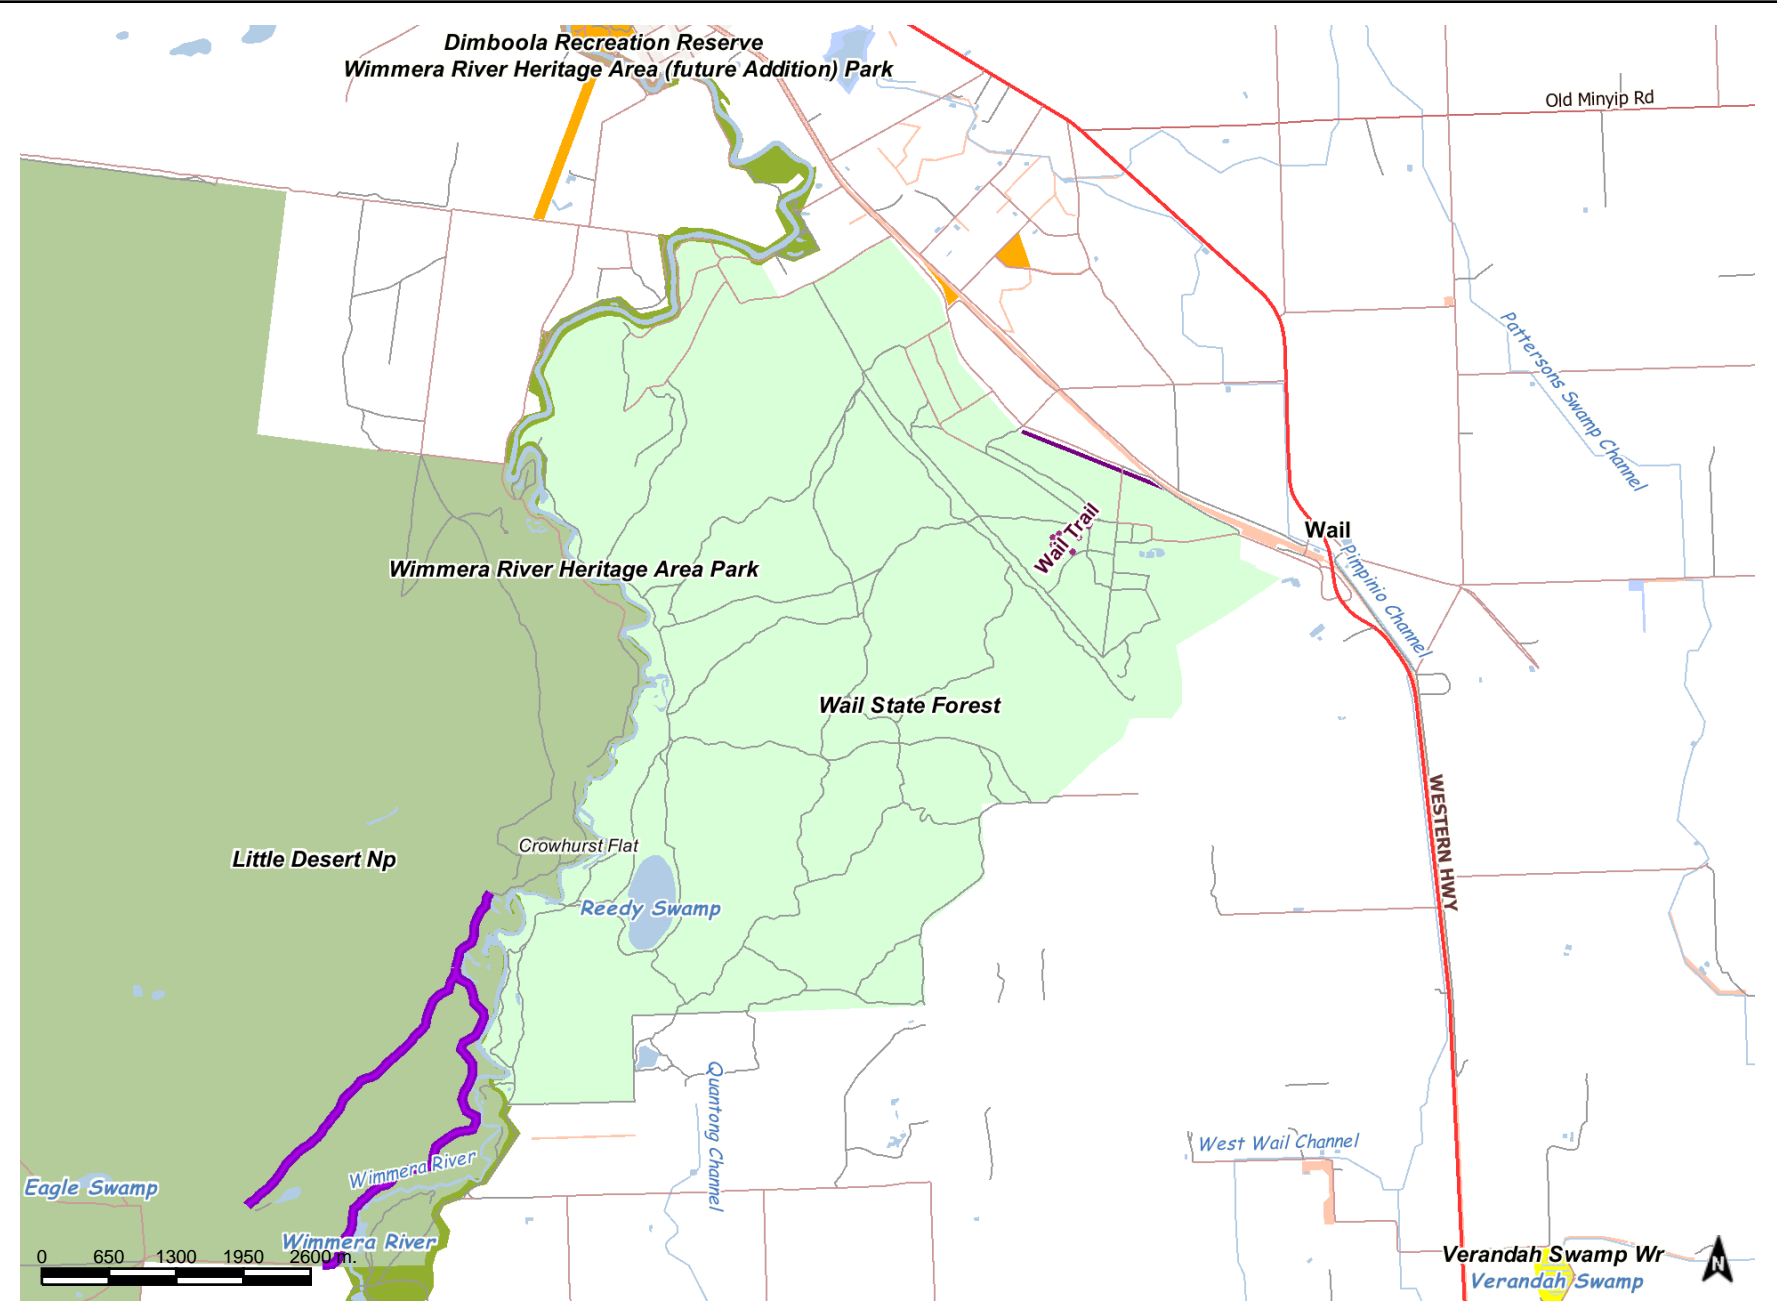 Dimboola Recreation Reserve
Wimmera River Heritage Area (future Addition) Park
Old Minyip Rd
Pattersons Swamp Channel
Wail Trail
Wail
Pimpinio Channel
Wimmera River Heritage Area Park
Wail State Forest
WESTERN HWY
Crowhurst Flat
Little Desert Np
Reedy Swamp
Quantong Channel
West Wail Channel
Wimmera River
Eagle Swamp
Wimmera River
0 650 1300 1950 2600 m.
Verandah Swamp Wr
Verandah Swamp
N